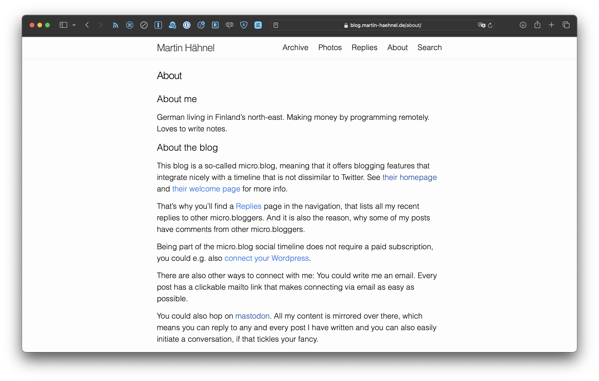 blog.martin-haehnel.de/about/
Martin Hähnel
Archive Photos Replies About Search
About
About me
German living in Finland's north-east. Making money by programming remotely.
Loves to write notes.
About the blog
This blog is a so-called micro.blog, meaning that it offers blogging features that
integrate nicely with a timeline that is not dissimilar to Twitter. See their homepage
and their welcome page for more info.
That's why you'll find a Replies page in the navigation, that lists all my recent
replies to other micro.bloggers. And it is also the reason, why some of my posts
have comments from other micro.bloggers.
Being part of the micro.blog social timeline does not require a paid subscription,
you could e.g. also connect your Wordpress.
There are also other ways to connect with me: You could write me an email. Every
post has a clickable mailto link that makes connecting via email as easy as
possible.
You could also hop on mastodon. All my content is mirrored over there, which
means you can reply to any and every post I have written and you can also easily
initiate a conversation, if that tickles your fancy.